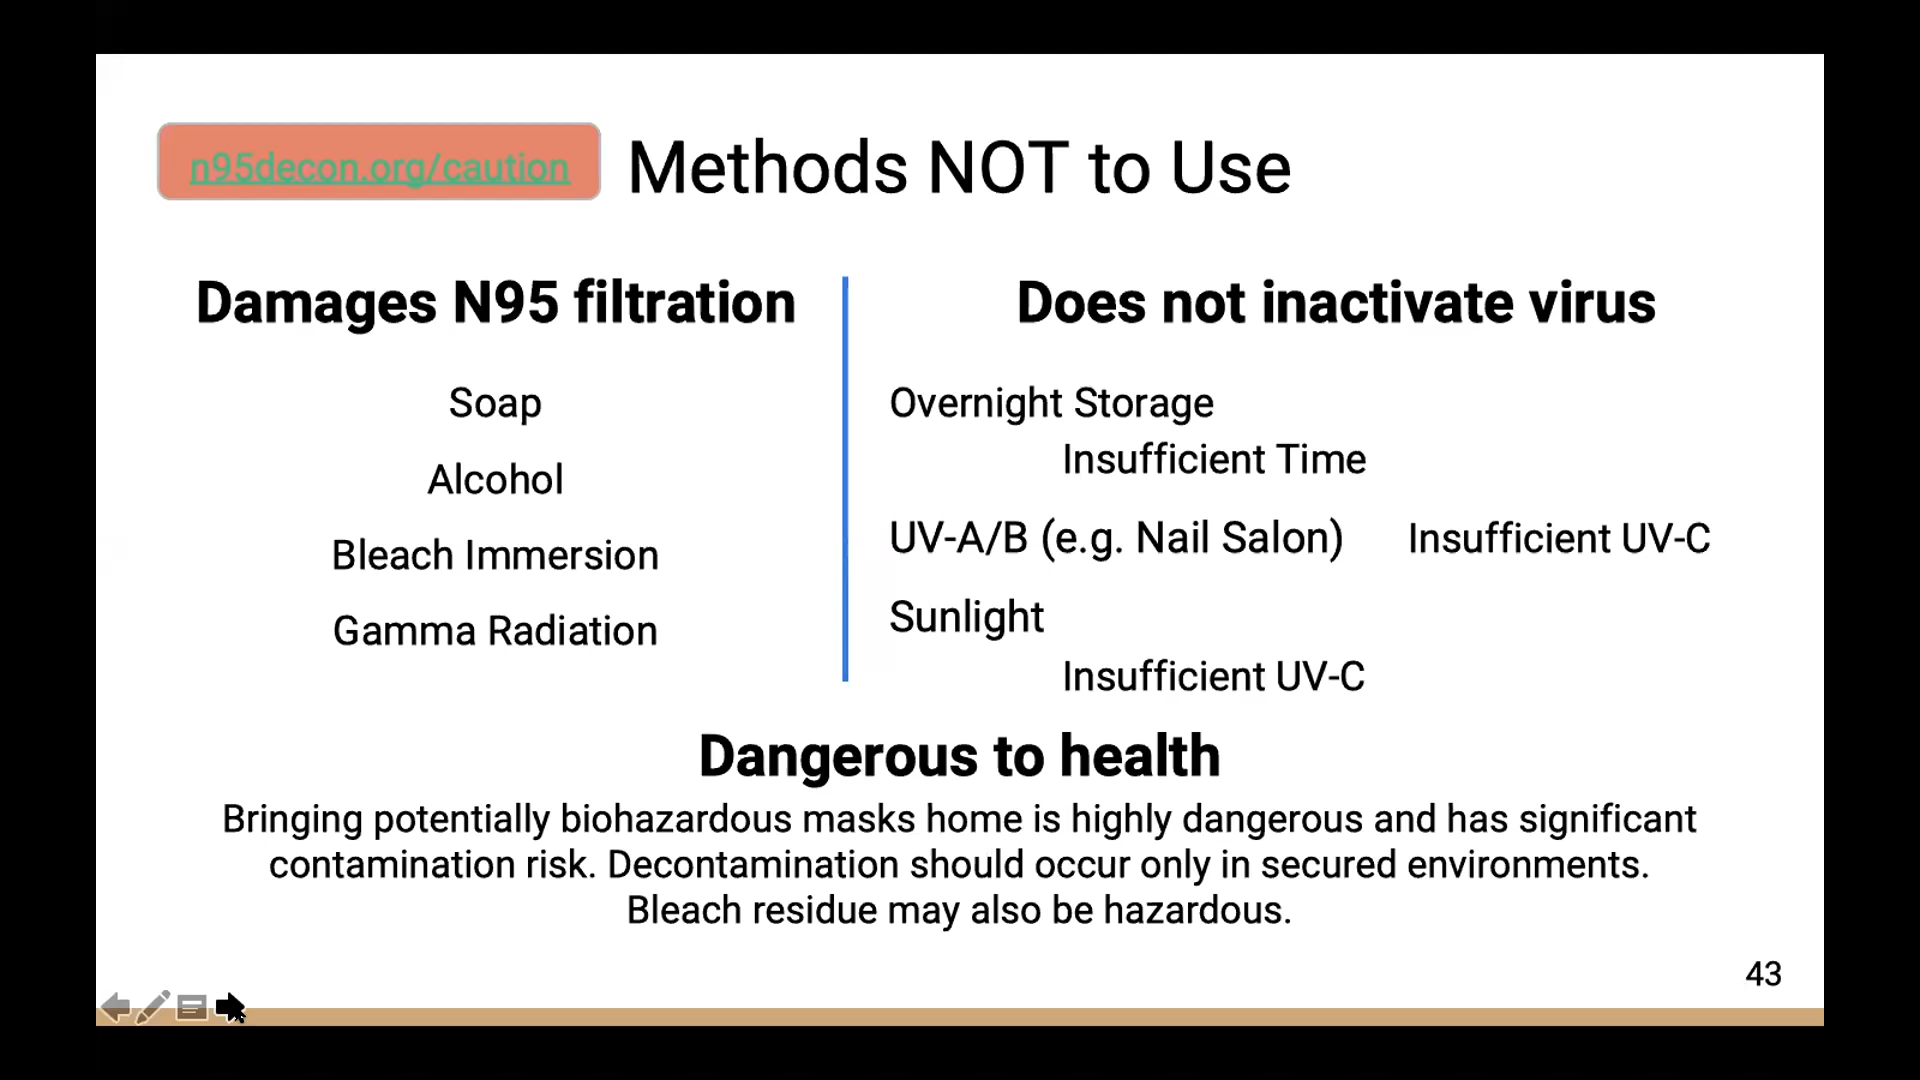 n95decon.org/caution
Methods NOT to Use
Damages N95 filtration
Soap
Alcohol
Bleach Immersion
Gamma Radiation
Does not inactivate virus
Overnight Storage
Insufficient Time
UV-A/B (e.g. Nail Salon) Insufficient UV-C
Sunlight
Insufficient UV-C
Dangerous to health
Bringing potentially biohazardous masks home is highly dangerous and has significant
contamination risk. Decontamination should occur only in secured environments.
Bleach residue may also be hazardous.
43